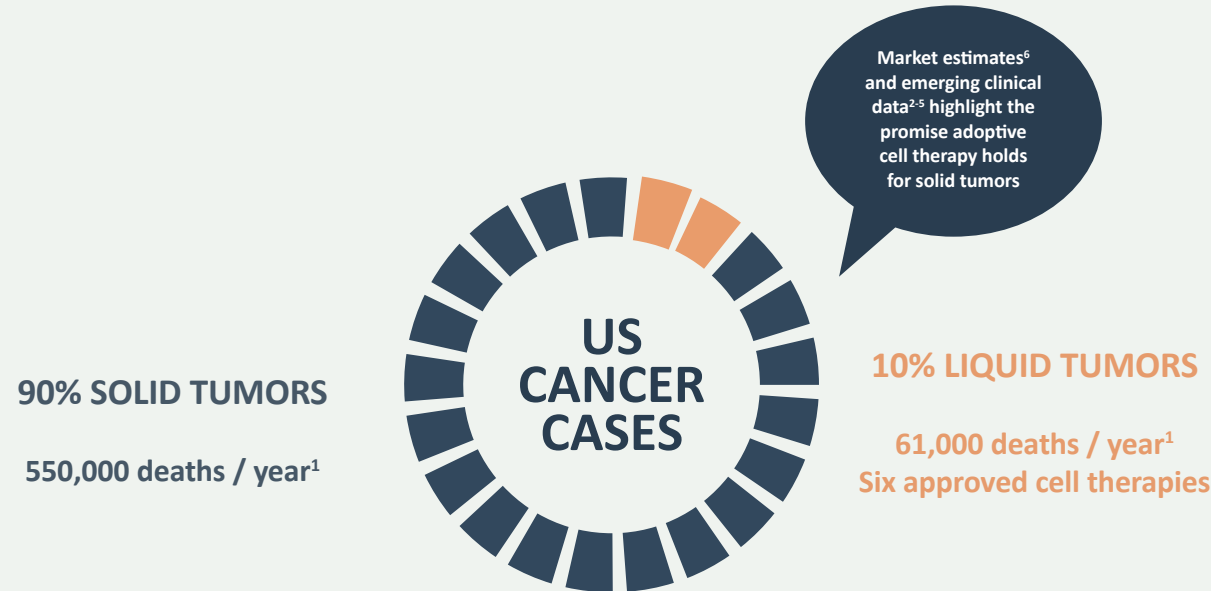 Market estimates⁶
and emerging clinical
data²⁻⁵ highlight the
promise adoptive
cell therapy holds
for solid tumors
US
CANCER
CASES
90% SOLID TUMORS
550,000 deaths / year¹
10% LIQUID TUMORS
61,000 deaths / year¹
Six approved cell therapies